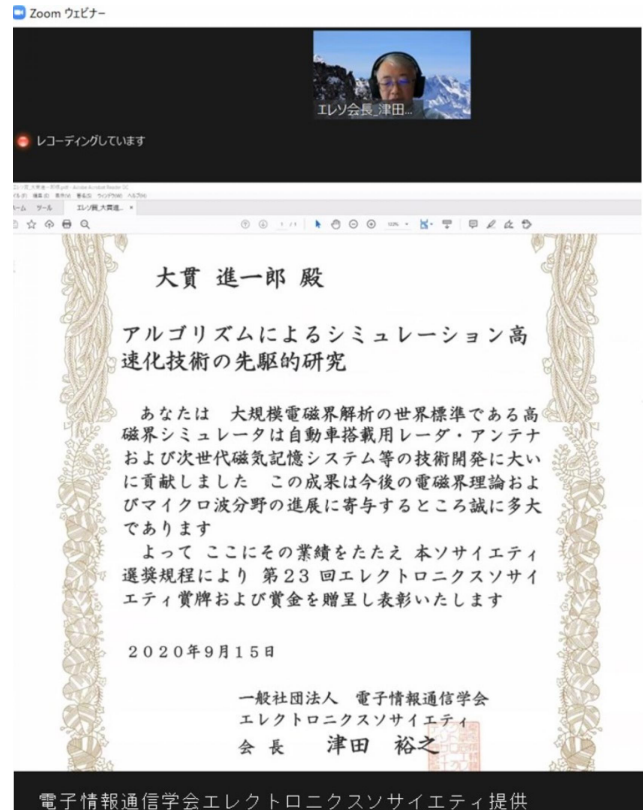 Zoom ウェビナー
エレソ会長_津田...
レコーディングしています
ツール
エレソ賞_大貫進...
1 / 1
大貫 進一郎 殿
アルゴリズムによるシミュレーション高
速化技術の先駆的研究
あなたは 大規模電磁界解析の世界標準である高
磁界シミュレータは自動車搭載用レーダ・アンテナ
および次世代磁気記憶システム等の技術開発に大い
に貢献しました この成果は今後の電磁界理論およ
びマイクロ波分野の進展に寄与するところ誠に多大
であります
よって ここにその業績をたたえ 本ソサイエティ
選奨規程により 第23回エレクトロニクスソサイ
エティ賞牌および賞金を贈呈し表彰いたします
2020年9月15日
一般社団法人 電子情報通信学会
エレクトロニクスソサイエティ
会 長 津田 裕之
電子情報通信学会エレクトロニクスソサイエティ提供